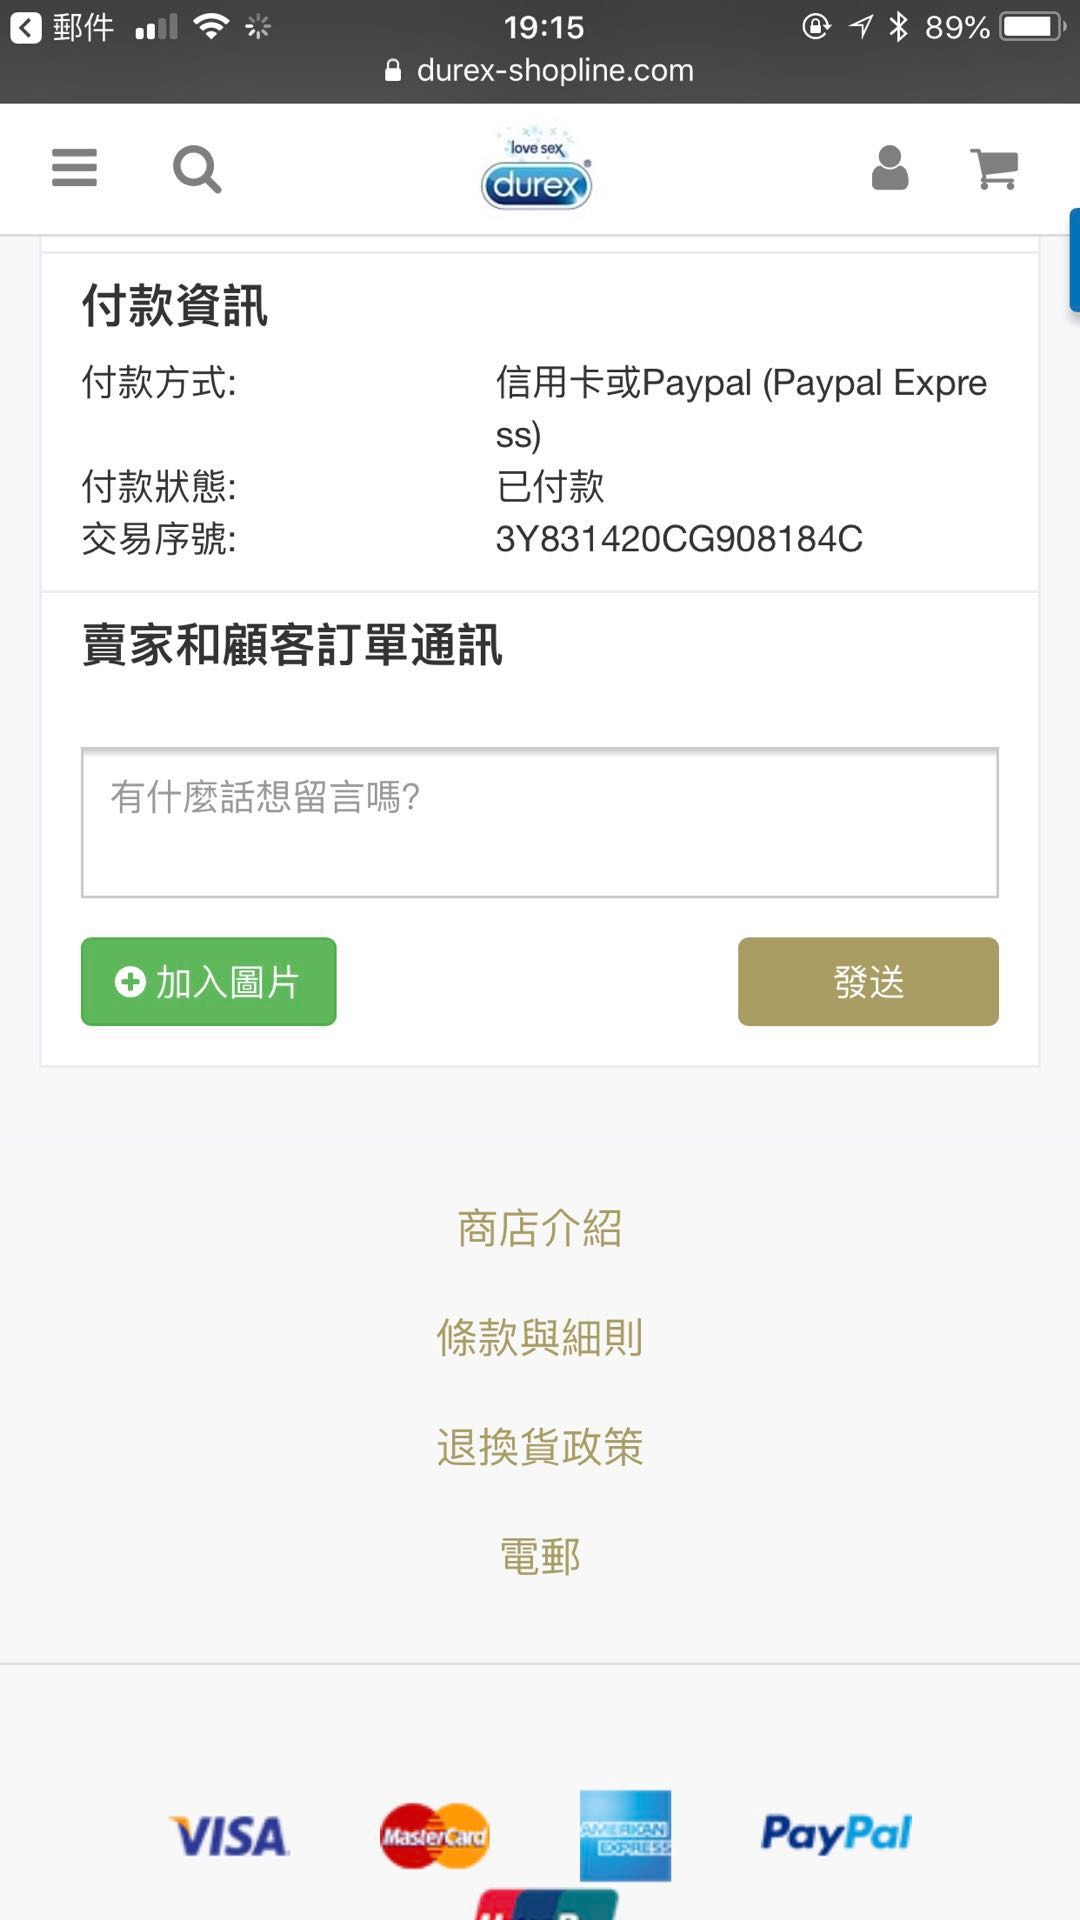 郵件
19:15
89%
durex-shopline.com
love sex
durex
付款資訊
付款方式:
信用卡或Paypal (Paypal Expre
ss)
付款狀態:
已付款
交易序號:
3Y831420CG908184C
賣家和顧客訂單通訊
有什麼話想留言嗎?
加入圖片
發送
商店介紹
條款與細則
退換貨政策
電郵
VISA
MasterCard
AMERICAN
EXPRESS
PayPal